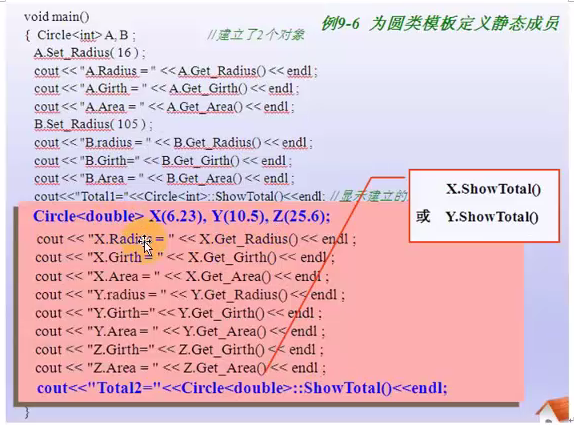 void main()
例9-6 为圆类模板定义静态成员
{ Circle<int> A, B ; //建立了2个对象
A.Set_Radius( 16 ) ;
cout << "A.Radius = " << A.Get_Radius() << endl ;
cout << "A.Girth = " << A.Get_Girth() << endl ;
cout << "A.Area = " << A.Get_Area() << endl ;
B.Set_Radius( 105 ) ;
cout << "B.radius = " << B.Get_Radius() << endl ;
cout << "B.Girth=" << B.Get_Girth() << endl ;
cout << "B.Area = " << B.Get_Area() << endl ;
cout<<"Total1="<<Circle<int>::ShowTotal()<<endl; //显示建立的
X.ShowTotal()
或 Y.ShowTotal()
Circle<double> X(6.23), Y(10.5), Z(25.6);
cout << "X.Radius = " << X.Get_Radius() << endl ;
cout << "X.Girth = " << X.Get_Girth() << endl ;
cout << "X.Area = " << X.Get_Area() << endl ;
cout << "Y.radius = " << Y.Get_Radius() << endl ;
cout << "Y.Girth=" << Y.Get_Girth() << endl ;
cout << "Y.Area = " << Y.Get_Area() << endl ;
cout << "Z.Girth=" << Z.Get_Girth() << endl ;
cout << "Z.Area = " << Z.Get_Area() << endl ;
cout<<"Total2="<<Circle<double>::ShowTotal()<<endl;
}